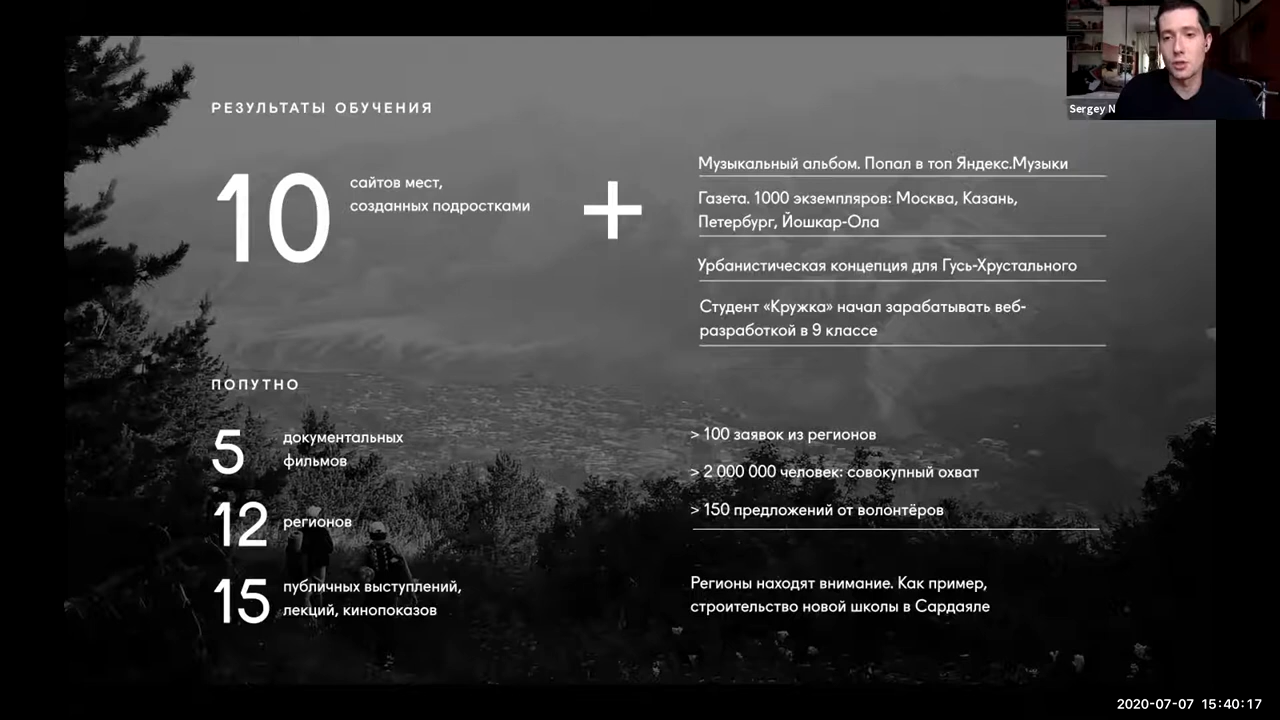 Sergey N
РЕЗУЛЬТАТЫ ОБУЧЕНИЯ
10
сайтов мест,
созданных подростками
+
Музыкальный альбом. Попал в топ Яндекс.Музыки
Газета. 1000 экземпляров: Москва, Казань,
Петербург, Йошкар-Ола
Урбанистическая концепция для Гусь-Хрустального
Студент «Кружка» начал зарабатывать веб-
разработкой в 9 классе
ПОПУТНО
5
документальных
фильмов
12
регионов
15
публичных выступлений,
лекций, кинопоказов
> 100 заявок из регионов
> 2 000 000 человек: совокупный охват
> 150 предложений от волонтёров
Регионы находят внимание. Как пример,
строительство новой школы в Сардаяле
2020-07-07 15:40:17